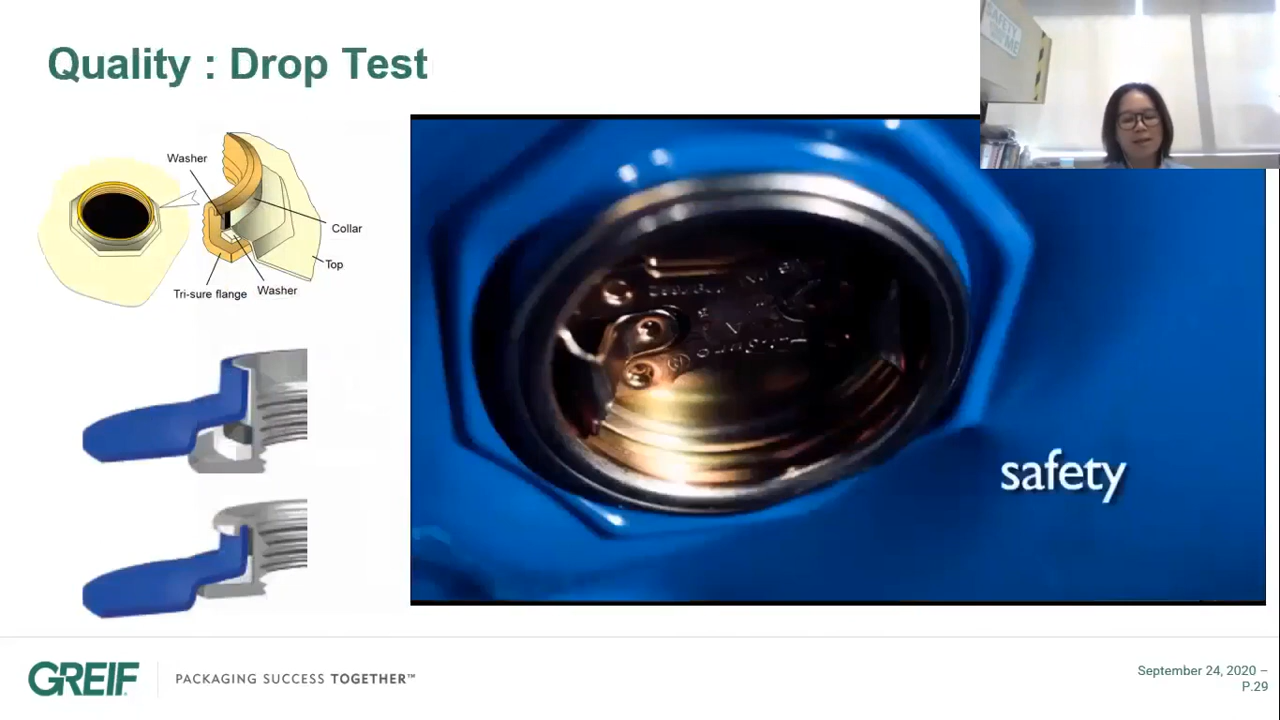 Quality : Drop Test
SAFETY
Washer
Collar
Top
Tri-sure flange
Washer
safety
GREIF
PACKAGING SUCCESS TOGETHER™
September 24, 2020 –
P.29